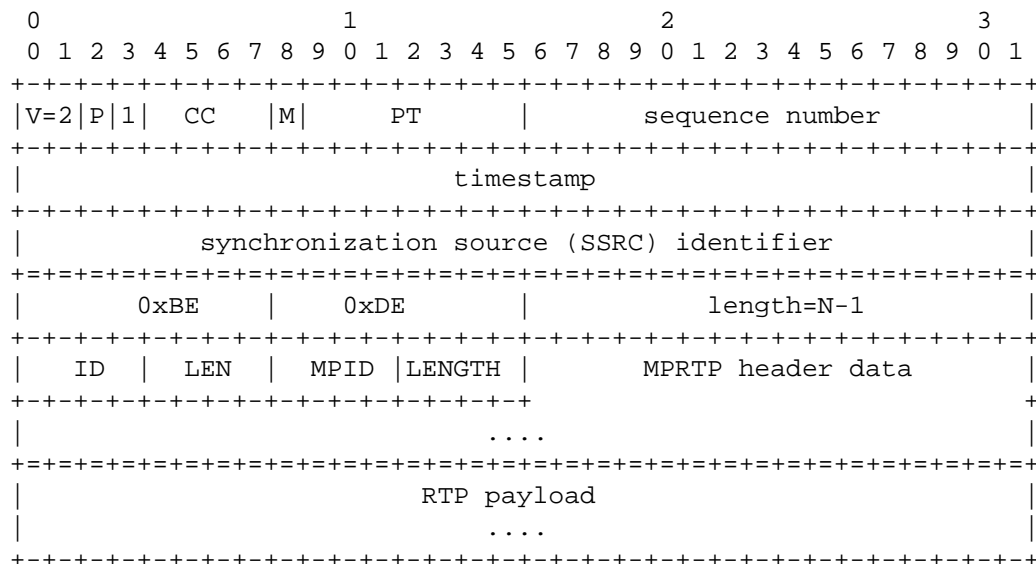 0                   1                   2                   3
 0 1 2 3 4 5 6 7 8 9 0 1 2 3 4 5 6 7 8 9 0 1 2 3 4 5 6 7 8 9 0 1
+-+-+-+-+-+-+-+-+-+-+-+-+-+-+-+-+-+-+-+-+-+-+-+-+-+-+-+-+-+-+-+-+
|V=2|P|1|  CC   |M|     PT      |       sequence number         |
+-+-+-+-+-+-+-+-+-+-+-+-+-+-+-+-+-+-+-+-+-+-+-+-+-+-+-+-+-+-+-+-+
|                           timestamp                           |
+-+-+-+-+-+-+-+-+-+-+-+-+-+-+-+-+-+-+-+-+-+-+-+-+-+-+-+-+-+-+-+-+
|           synchronization source (SSRC) identifier            |
+=+=+=+=+=+=+=+=+=+=+=+=+=+=+=+=+=+=+=+=+=+=+=+=+=+=+=+=+=+=+=+=+
|       0xBE    |    0xDE       |           length=N-1          |
+-+-+-+-+-+-+-+-+-+-+-+-+-+-+-+-+-+-+-+-+-+-+-+-+-+-+-+-+-+-+-+-+
|   ID  |  LEN  |  MPID |LENGTH |       MPRTP header data       |
+-+-+-+-+-+-+-+-+-+-+-+-+-+-+-+-+                               +
|                             ....                              |
+=+=+=+=+=+=+=+=+=+=+=+=+=+=+=+=+=+=+=+=+=+=+=+=+=+=+=+=+=+=+=+=+
|                         RTP payload                           |
|                             ....                              |
+-+-+-+-+-+-+-+-+-+-+-+-+-+-+-+-+-+-+-+-+-+-+-+-+-+-+-+-+-+-+-+-+